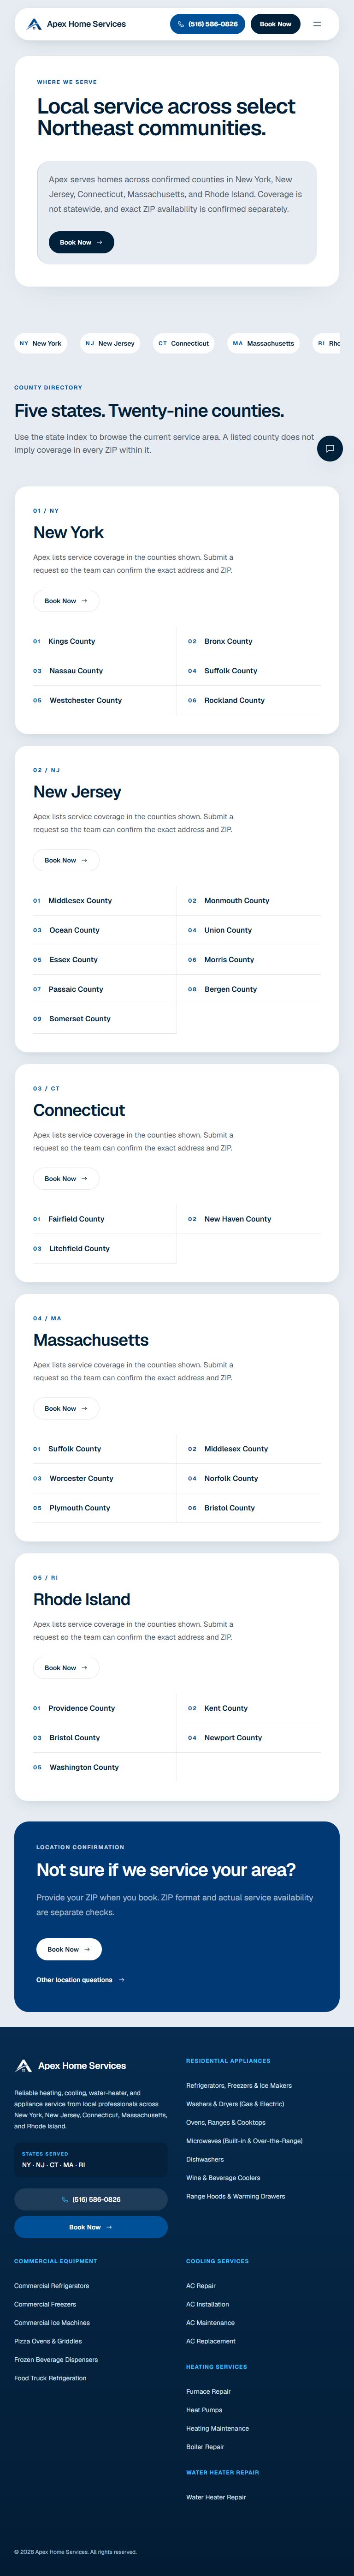 Apex Home Services
(516) 586-0826
Book Now
WHERE WE SERVE
Local service across select
Northeast communities.
Apex serves homes across confirmed counties in New York, New
Jersey, Connecticut, Massachusetts, and Rhode Island. Coverage is
not statewide, and exact ZIP availability is confirmed separately.
Book Now
NY New York
NJ New Jersey
CT Connecticut
MA Massachusetts
RI Rho
COUNTY DIRECTORY
Five states. Twenty-nine counties.
Use the state index to browse the current service area. A listed county does not
imply coverage in every ZIP within it.
01 / NY
New York
Apex lists service coverage in the counties shown. Submit a
request so the team can confirm the exact address and ZIP.
Book Now
01 Kings County
02 Bronx County
03 Nassau County
04 Suffolk County
05 Westchester County
06 Rockland County
02 / NJ
New Jersey
Apex lists service coverage in the counties shown. Submit a
request so the team can confirm the exact address and ZIP.
Book Now
01 Middlesex County
02 Monmouth County
03 Ocean County
04 Union County
05 Essex County
06 Morris County
07 Passaic County
08 Bergen County
09 Somerset County
03 / CT
Connecticut
Apex lists service coverage in the counties shown. Submit a
request so the team can confirm the exact address and ZIP.
Book Now
01 Fairfield County
02 New Haven County
03 Litchfield County
04 / MA
Massachusetts
Apex lists service coverage in the counties shown. Submit a
request so the team can confirm the exact address and ZIP.
Book Now
01 Suffolk County
02 Middlesex County
03 Worcester County
04 Norfolk County
05 Plymouth County
06 Bristol County
05 / RI
Rhode Island
Apex lists service coverage in the counties shown. Submit a
request so the team can confirm the exact address and ZIP.
Book Now
01 Providence County
02 Kent County
03 Bristol County
04 Newport County
05 Washington County
LOCATION CONFIRMATION
Not sure if we service your area?
Provide your ZIP when you book. ZIP format and actual service availability
are separate checks.
Book Now
Other location questions
Apex Home Services
Reliable heating, cooling, water-heater, and
appliance service from local professionals across
New York, New Jersey, Connecticut, Massachusetts,
and Rhode Island.
STATES SERVED
NY · NJ · CT · MA · RI
(516) 586-0826
Book Now
RESIDENTIAL APPLIANCES
Refrigerators, Freezers & Ice Makers
Washers & Dryers (Gas & Electric)
Ovens, Ranges & Cooktops
Microwaves (Built-in & Over-the-Range)
Dishwashers
Wine & Beverage Coolers
Range Hoods & Warming Drawers
COMMERCIAL EQUIPMENT
Commercial Refrigerators
Commercial Freezers
Commercial Ice Machines
Pizza Ovens & Griddles
Frozen Beverage Dispensers
Food Truck Refrigeration
COOLING SERVICES
AC Repair
AC Installation
AC Maintenance
AC Replacement
HEATING SERVICES
Furnace Repair
Heat Pumps
Heating Maintenance
Boiler Repair
WATER HEATER REPAIR
Water Heater Repair
© 2026 Apex Home Services. All rights reserved.